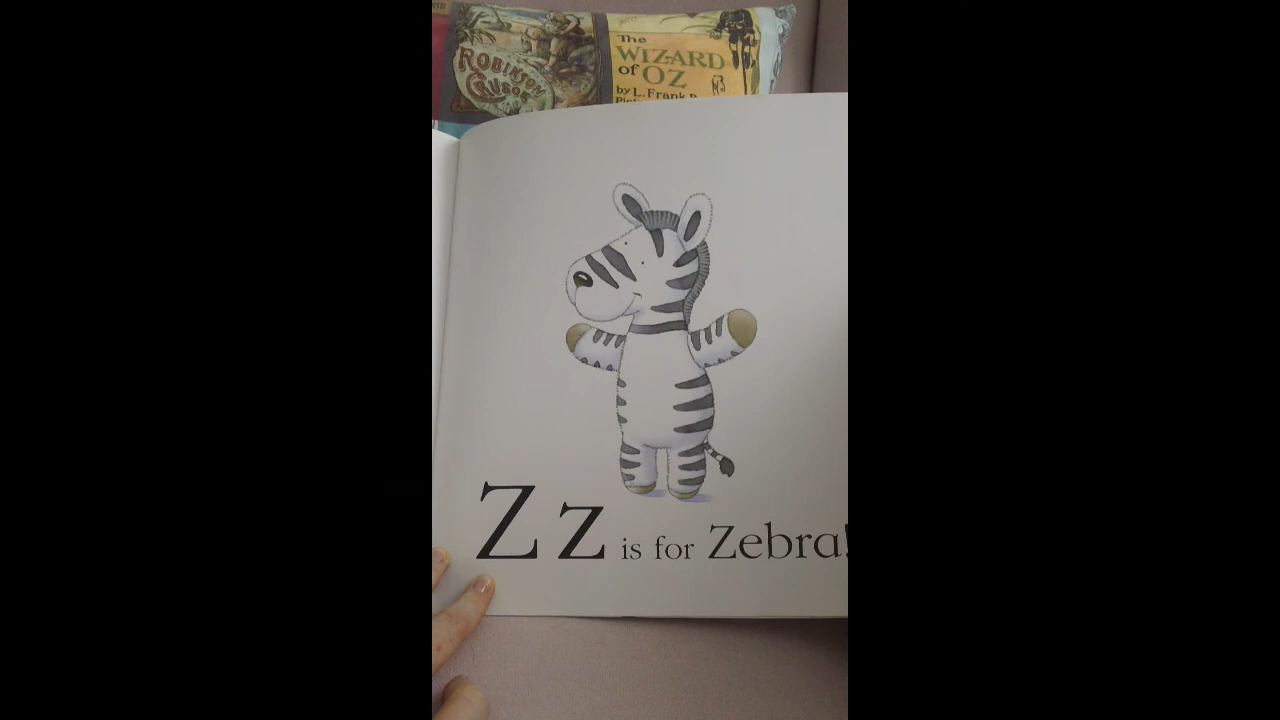 ROBINSON
CRUSOE
The
WIZARD
of OZ
by L. Frank
Z z is for Zebra!